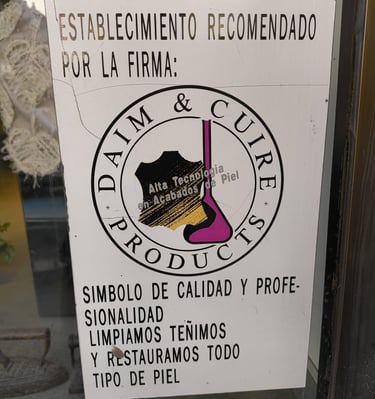 ESTABLECIMIENTO RECOMENDADO
POR LA FIRMA:
· DAIM & CUIRE ·
PRODUCTS
Alta Tecnología
en Acabados de Piel
SIMBOLO DE CALIDAD Y PROFE-
SIONALIDAD
LIMPIAMOS TEÑIMOS
Y RESTAURAMOS TODO
TIPO DE PIEL